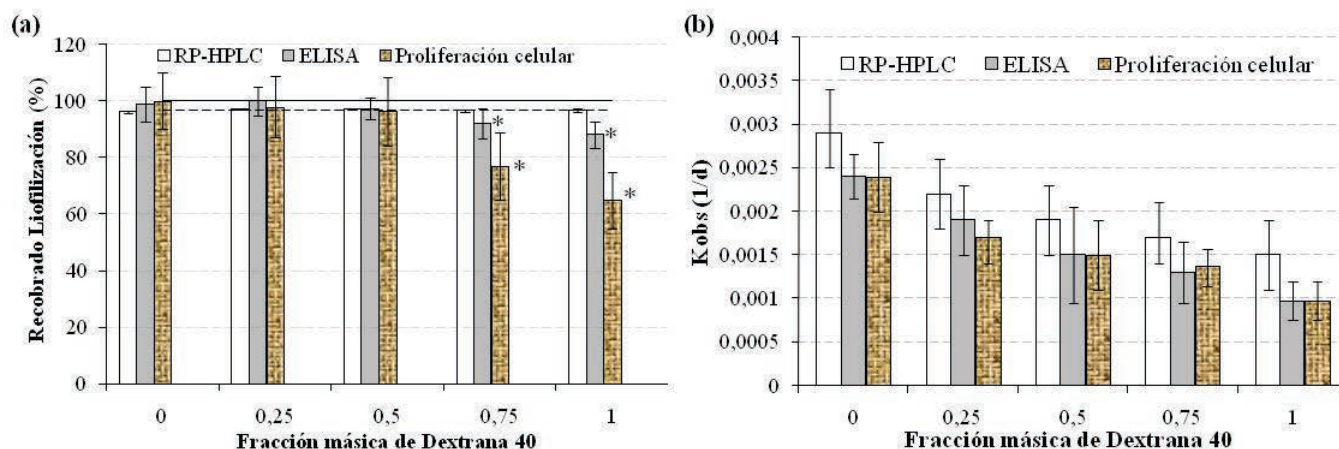 (a)
Recobrado Liofilización (%)
120
100
80
60
40
20
0
RP-HPLC ELISA Proliferación celular
* * * *
0 0,25 0,5 0,75 1
Fracción másica de Dextrana 40
(b)
Kobs (1/d)
0,004
0,0035
0,003
0,0025
0,002
0,0015
0,001
0,0005
0
RP-HPLC ELISA Proliferación celular
0 0,25 0,5 0,75 1
Fracción másica de Dextrana 40